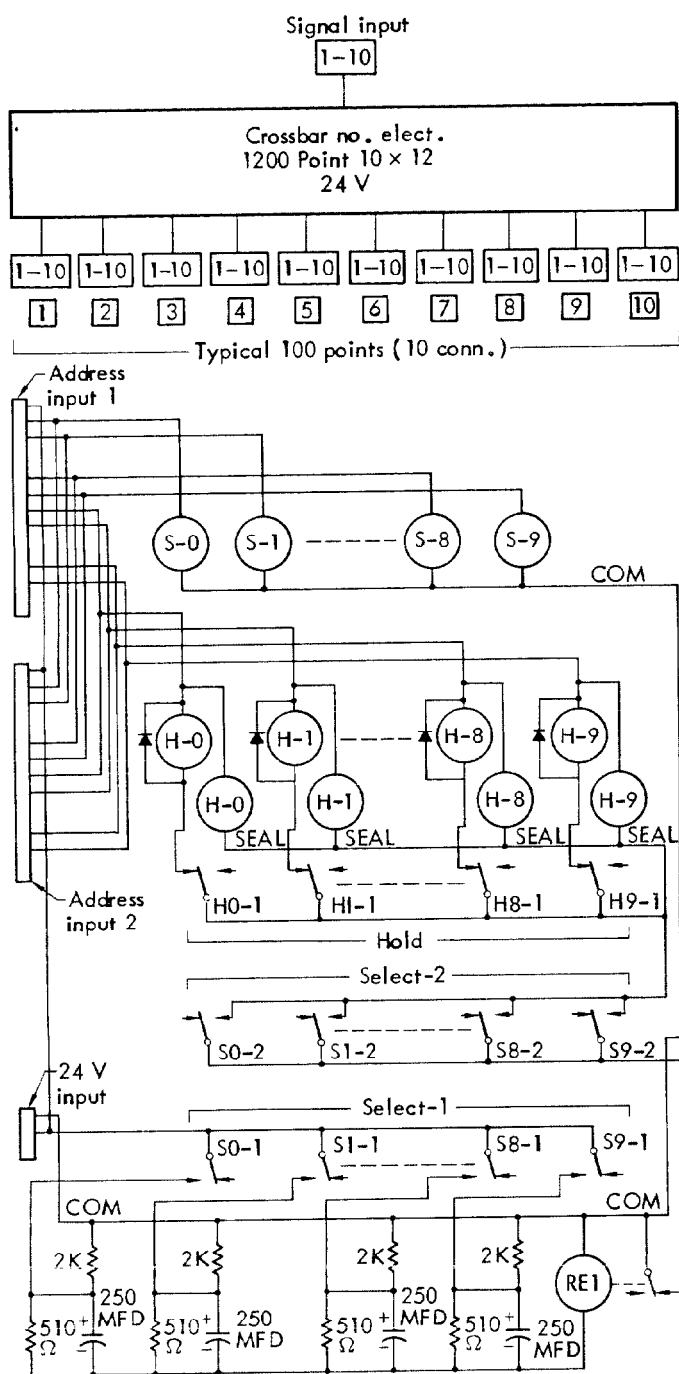 Signal input
1-10
Crossbar no. elect.
1200 Point 10 × 12
24 V
1-10 1-10 1-10 1-10 1-10 1-10 1-10 1-10 1-10 1-10
1 2 3 4 5 6 7 8 9 10
Typical 100 points (10 conn.)
Address
input 1
S-0 S-1 S-8 S-9
COM
H-0 H-1 H-8 H-9
H-0 H-1 H-8 H-9
SEAL SEAL SEAL SEAL
H0-1 H1-1 H8-1 H9-1
Address
input 2
Hold
Select-2
S0-2 S1-2 S8-2 S9-2
24 V
input
Select-1
S0-1 S1-1 S8-1 S9-1
COM COM
2K 2K 2K 2K
RE1
510 Ω + - 250 MFD 510 Ω + - 250 MFD 510 Ω + - 250 MFD 510 Ω + - 250 MFD